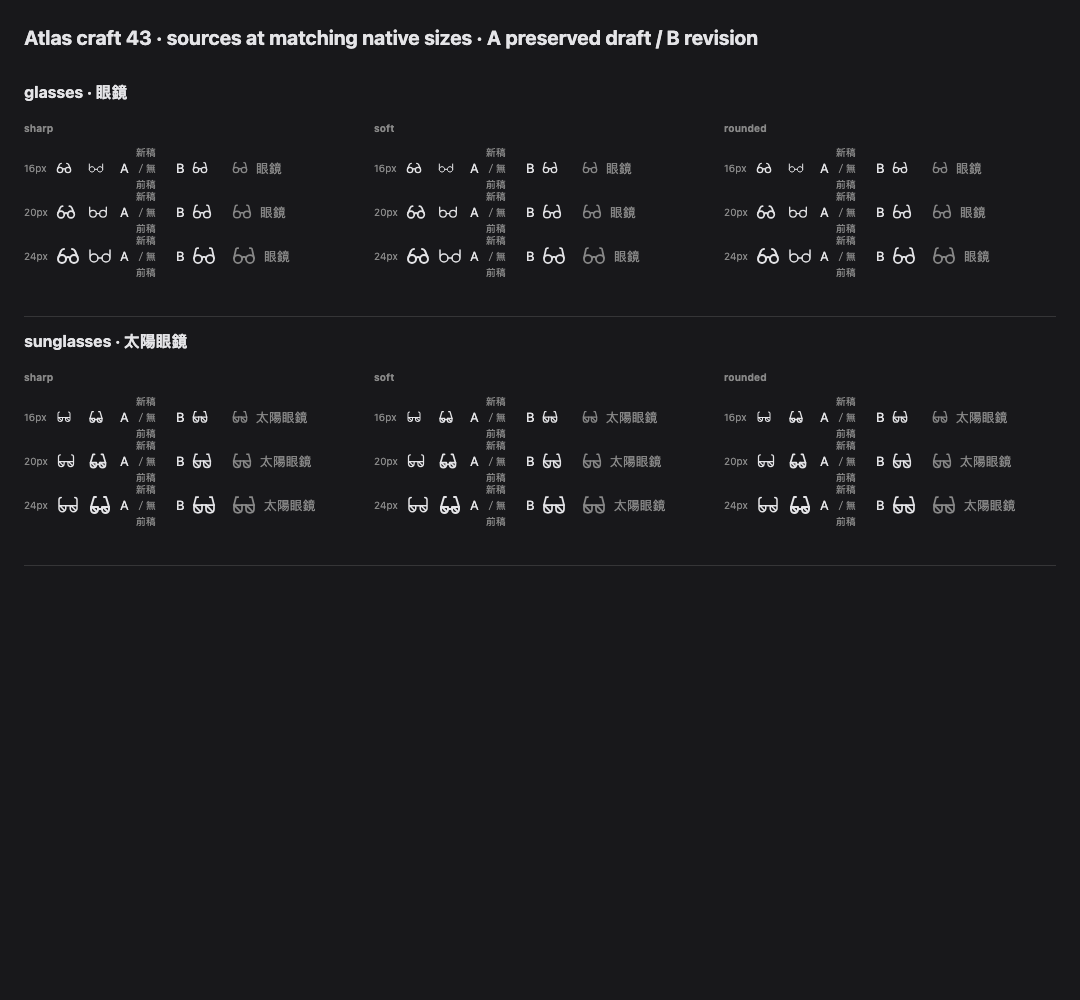 Atlas craft 43 · sources at matching native sizes · A preserved draft / B revision
glasses · 眼鏡
sharp
16px A 新稿 / 無前稿 B 眼鏡
20px A 新稿 / 無前稿 B 眼鏡
24px A 新稿 / 無前稿 B 眼鏡
soft
16px A 新稿 / 無前稿 B 眼鏡
20px A 新稿 / 無前稿 B 眼鏡
24px A 新稿 / 無前稿 B 眼鏡
rounded
16px A 新稿 / 無前稿 B 眼鏡
20px A 新稿 / 無前稿 B 眼鏡
24px A 新稿 / 無前稿 B 眼鏡
sunglasses · 太陽眼鏡
sharp
16px A 新稿 / 無前稿 B 太陽眼鏡
20px A 新稿 / 無前稿 B 太陽眼鏡
24px A 新稿 / 無前稿 B 太陽眼鏡
soft
16px A 新稿 / 無前稿 B 太陽眼鏡
20px A 新稿 / 無前稿 B 太陽眼鏡
24px A 新稿 / 無前稿 B 太陽眼鏡
rounded
16px A 新稿 / 無前稿 B 太陽眼鏡
20px A 新稿 / 無前稿 B 太陽眼鏡
24px A 新稿 / 無前稿 B 太陽眼鏡